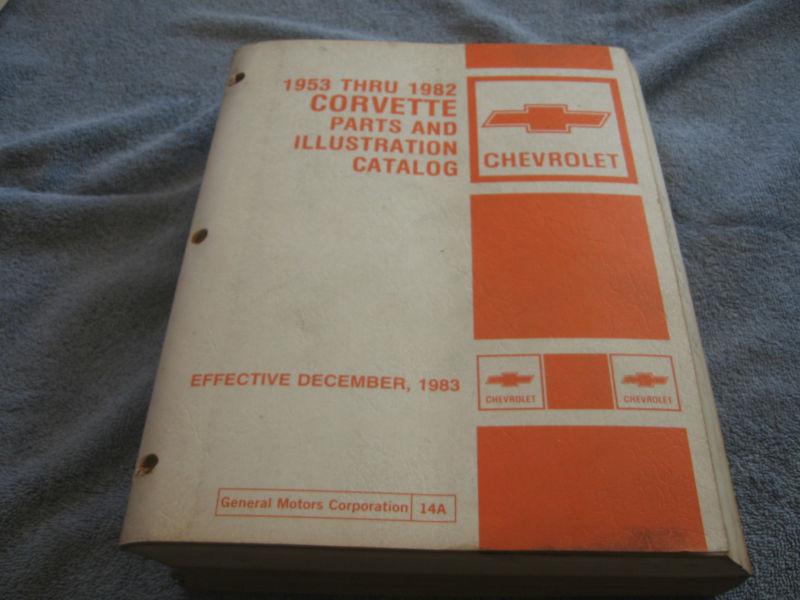 1953 THRU 1982
CORVETTE
PARTS AND
ILLUSTRATION
CATALOG
CHEVROLET
EFFECTIVE DECEMBER, 1983
CHEVROLET
CHEVROLET
General Motors Corporation 14A